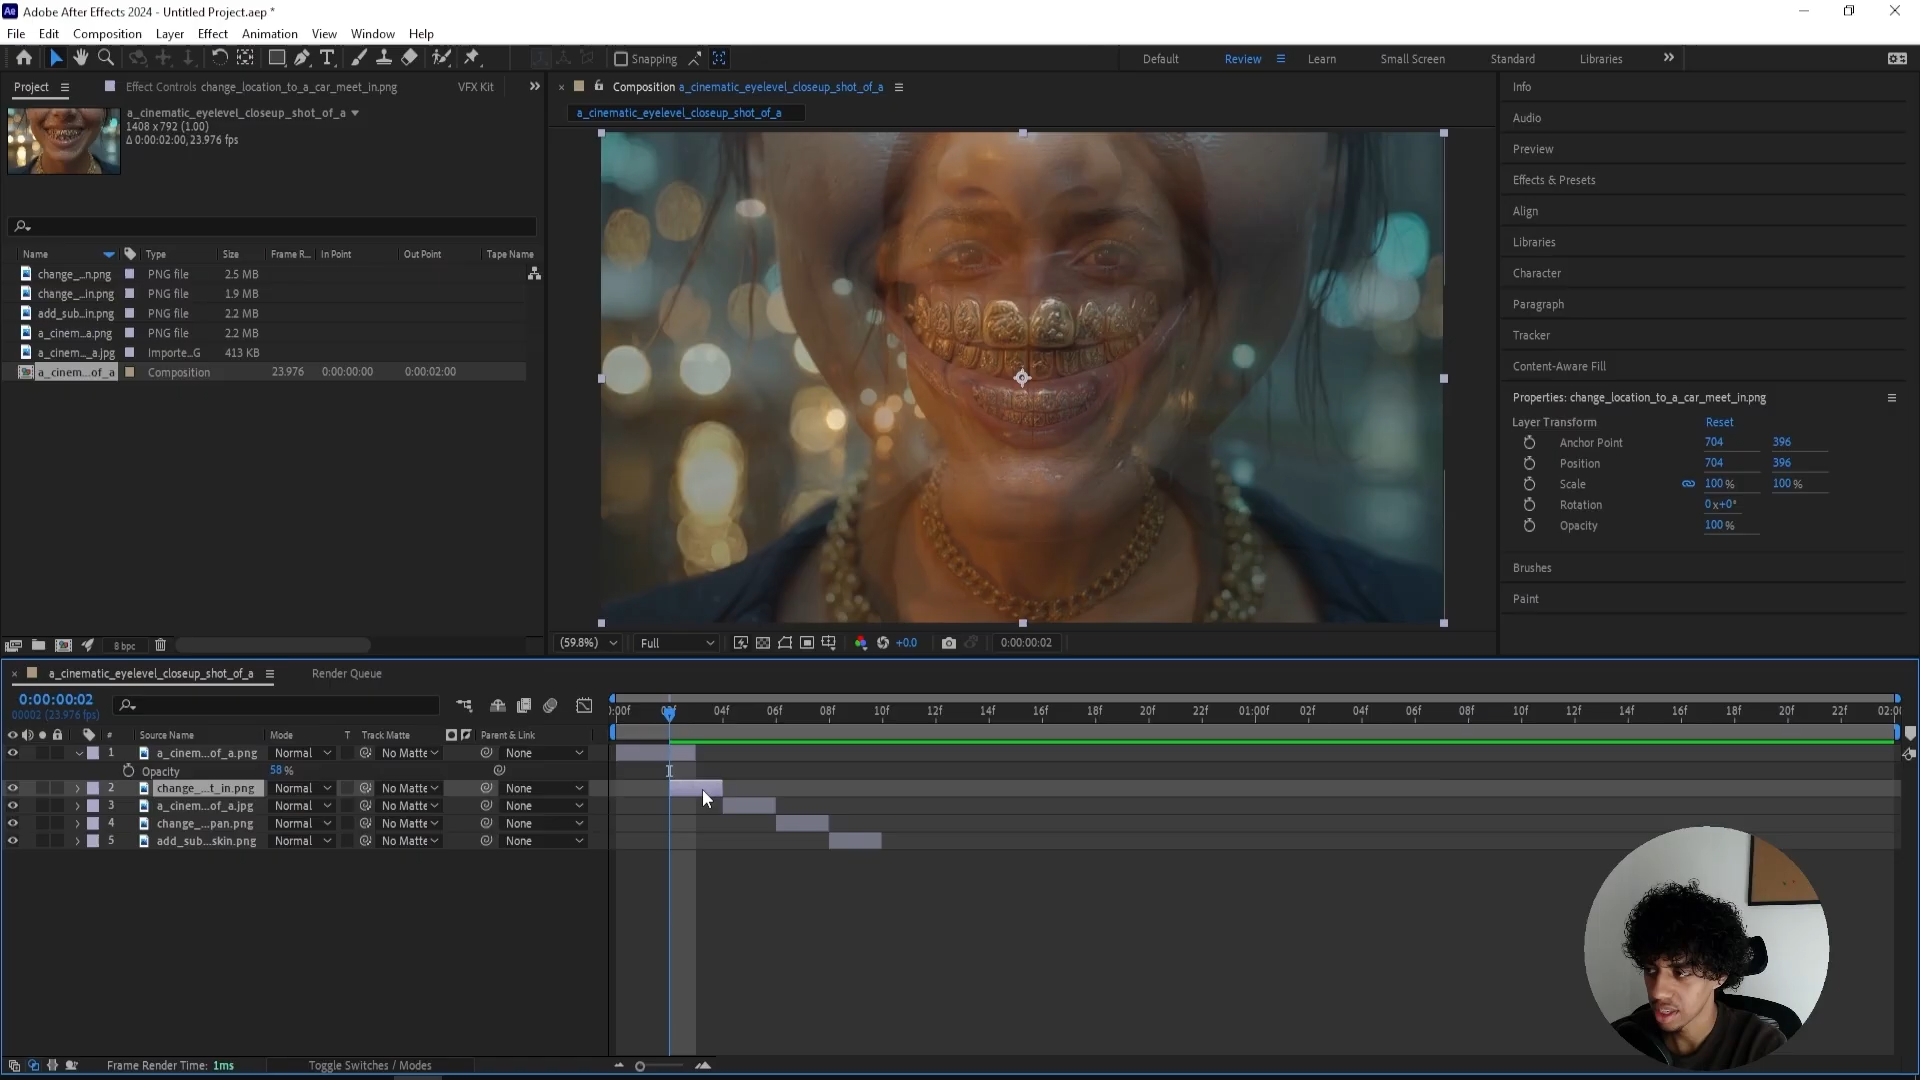 Ae Adobe After Effects 2024 - Untitled Project.aep *
File Edit Composition Layer Effect Animation View Window Help
Snapping
Default Review Learn Small Screen Standard Libraries
Project Effect Controls change_location_to_a_car_meet_in.png VFX Kit
a_cinematic_eyelevel_closeup_shot_of_a
1408 x 792 (1.00)
Δ 0:00:02:00, 23.976 fps
Name Type Size Frame R... In Point Out Point Tape Name
change_...n.png PNG file 2.5 MB
change_...in.png PNG file 1.9 MB
add_sub...in.png PNG file 2.2 MB
a_cinem...a.png PNG file 2.2 MB
a_cinem..._a.jpg Importe...G 413 KB
a_cinem...of_a Composition 23.976 0:00:00:00 0:00:02:00
8 bpc
Composition a_cinematic_eyelevel_closeup_shot_of_a
a_cinematic_eyelevel_closeup_shot_of_a
(59.8%) Full +0.0 0:00:00:02
Info
Audio
Preview
Effects & Presets
Align
Libraries
Character
Paragraph
Tracker
Content-Aware Fill
Properties: change_location_to_a_car_meet_in.png
Layer Transform Reset
Anchor Point 704 396
Position 704 396
Scale 100 % 100 %
Rotation 0x+0°
Opacity 100 %
Brushes
Paint
a_cinematic_eyelevel_closeup_shot_of_a Render Queue
0:00:00:02
00002 (23.976 fps)
04f 06f 08f 10f 12f 14f 16f 18f 20f 22f 01:00f 02f 04f 06f 08f 10f 12f 14f 16f 18f 20f 22f
# Source Name Mode T Track Matte Parent & Link
1 a_cinem...of_a.png Normal No Matte None
Opacity 58 %
2 change_...t_in.png Normal No Matte None
3 a_cinem...of_a.jpg Normal No Matte None
4 change_...pan.png Normal No Matte None
5 add_sub...skin.png Normal No Matte None
Frame Render Time: 1ms Toggle Switches / Modes